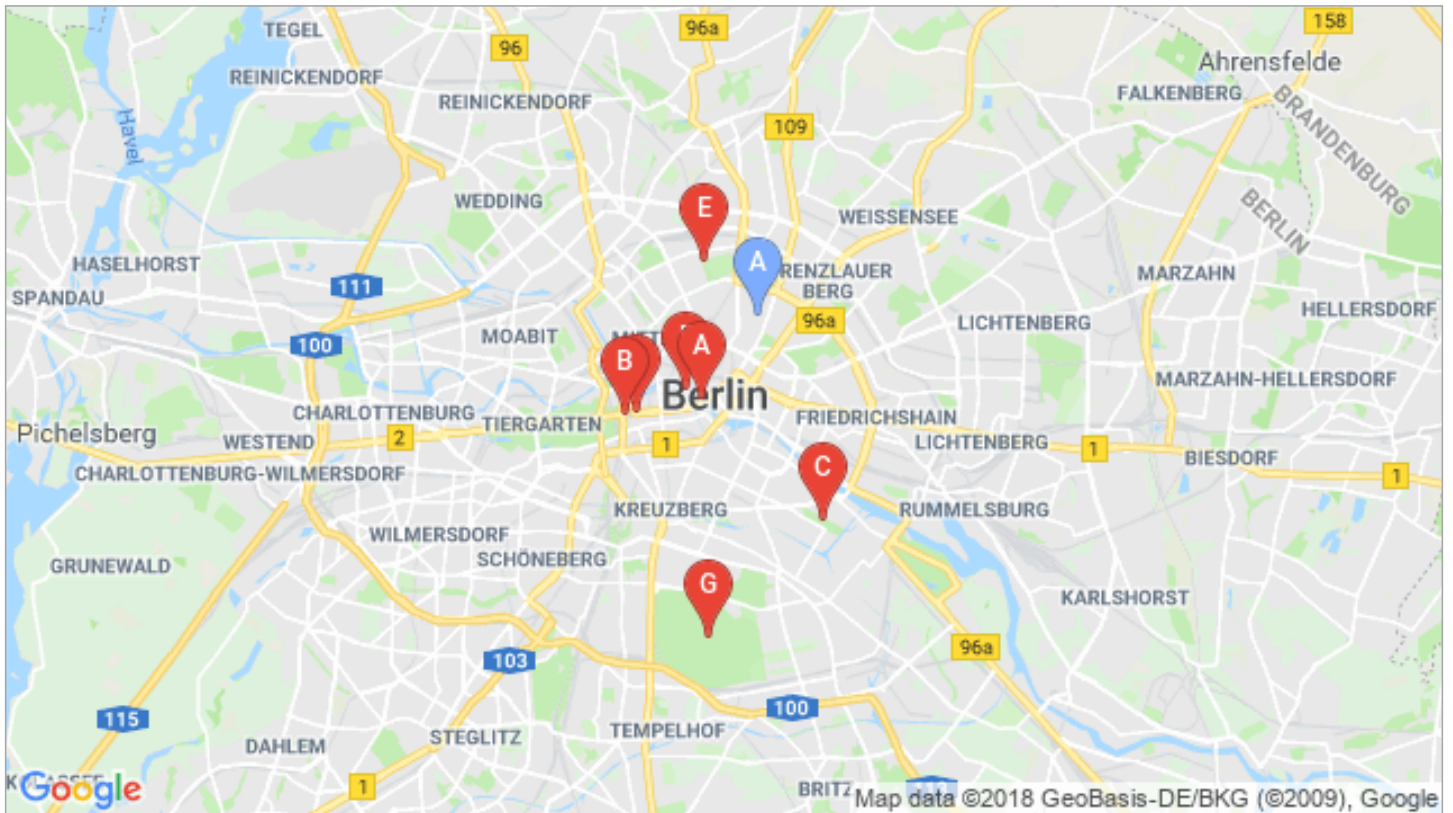 158
TEGEL
96a
96
Ahrensfelde
REINICKENDORF
FALKENBERG
REINICKENDORF
BRANDENBURG
Havel
109
WEDDING
E
WEISSENSEE
BERLIN
HASELHORST
A
RENZLAUER
BERG
MARZAHN
111
SPANDAU
HELLERSDORF
96a
LICHTENBERG
MOABIT
100
A
B
MARZAHN-HELLERSDORF
Berlin
CHARLOTTENBURG
TIERGARTEN
FRIEDRICHSHAIN
Pichelsberg
WESTEND
2
1
LICHTENBERG
1
BIESDORF
CHARLOTTENBURG-WILMERSDORF
C
1
KREUZBERG
RUMMELSBURG
WILMERSDORF
SCHÖNEBERG
GRUNEWALD
G
KARLSHORST
96a
103
115
100
TEMPELHOF
STEGLITZ
DAHLEM
1
BRITZ
Google
Map data ©2018 GeoBasis-DE/BKG (©2009), Google